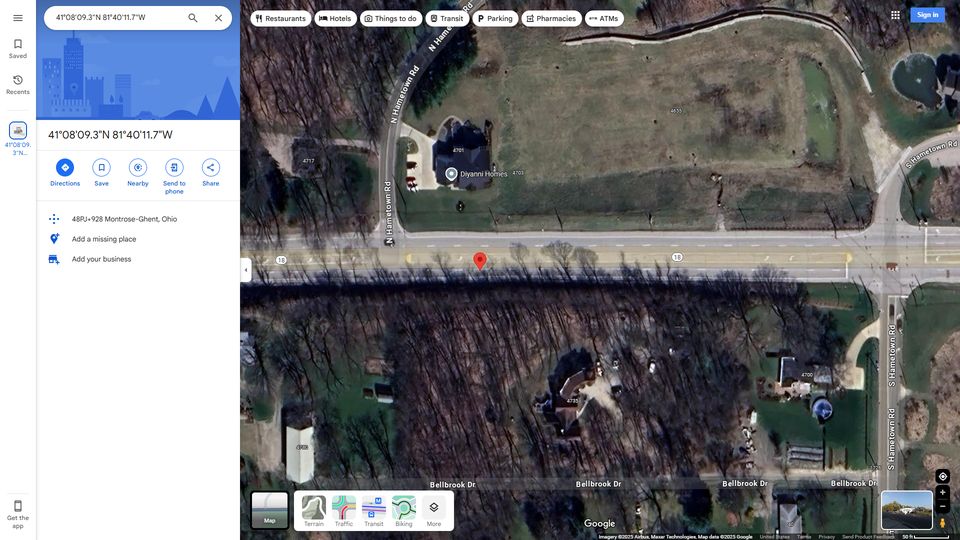 41°08'09.3"N 81°40'11.7"W
Restaurants
Hotels
Things to do
Transit
Parking
Pharmacies
ATMs
Sign in
Saved
Recents
41°08'09.
3"N...
41°08'09.3"N 81°40'11.7"W
Directions
Save
Nearby
Send to
phone
Share
48PJ+928 Montrose-Ghent, Ohio
Add a missing place
Add your business
Get the
app
N Hametown Rd
N Hametown Rd
N Hametown Rd
S Hametown Rd
4655
4701
4703
4717
Diyanni Homes
18
18
4700
4735
S Hametown Rd
S Hametown Rd
Bellbrook Dr
Bellbrook Dr
Bellbrook Dr
Bellbrook Dr
Map
Terrain
Traffic
Transit
Biking
More
Google
Imagery ©2025 Airbus, Maxar Technologies, Map data ©2025 Google
United States
Terms
Privacy
Send Product Feedback
50 ft